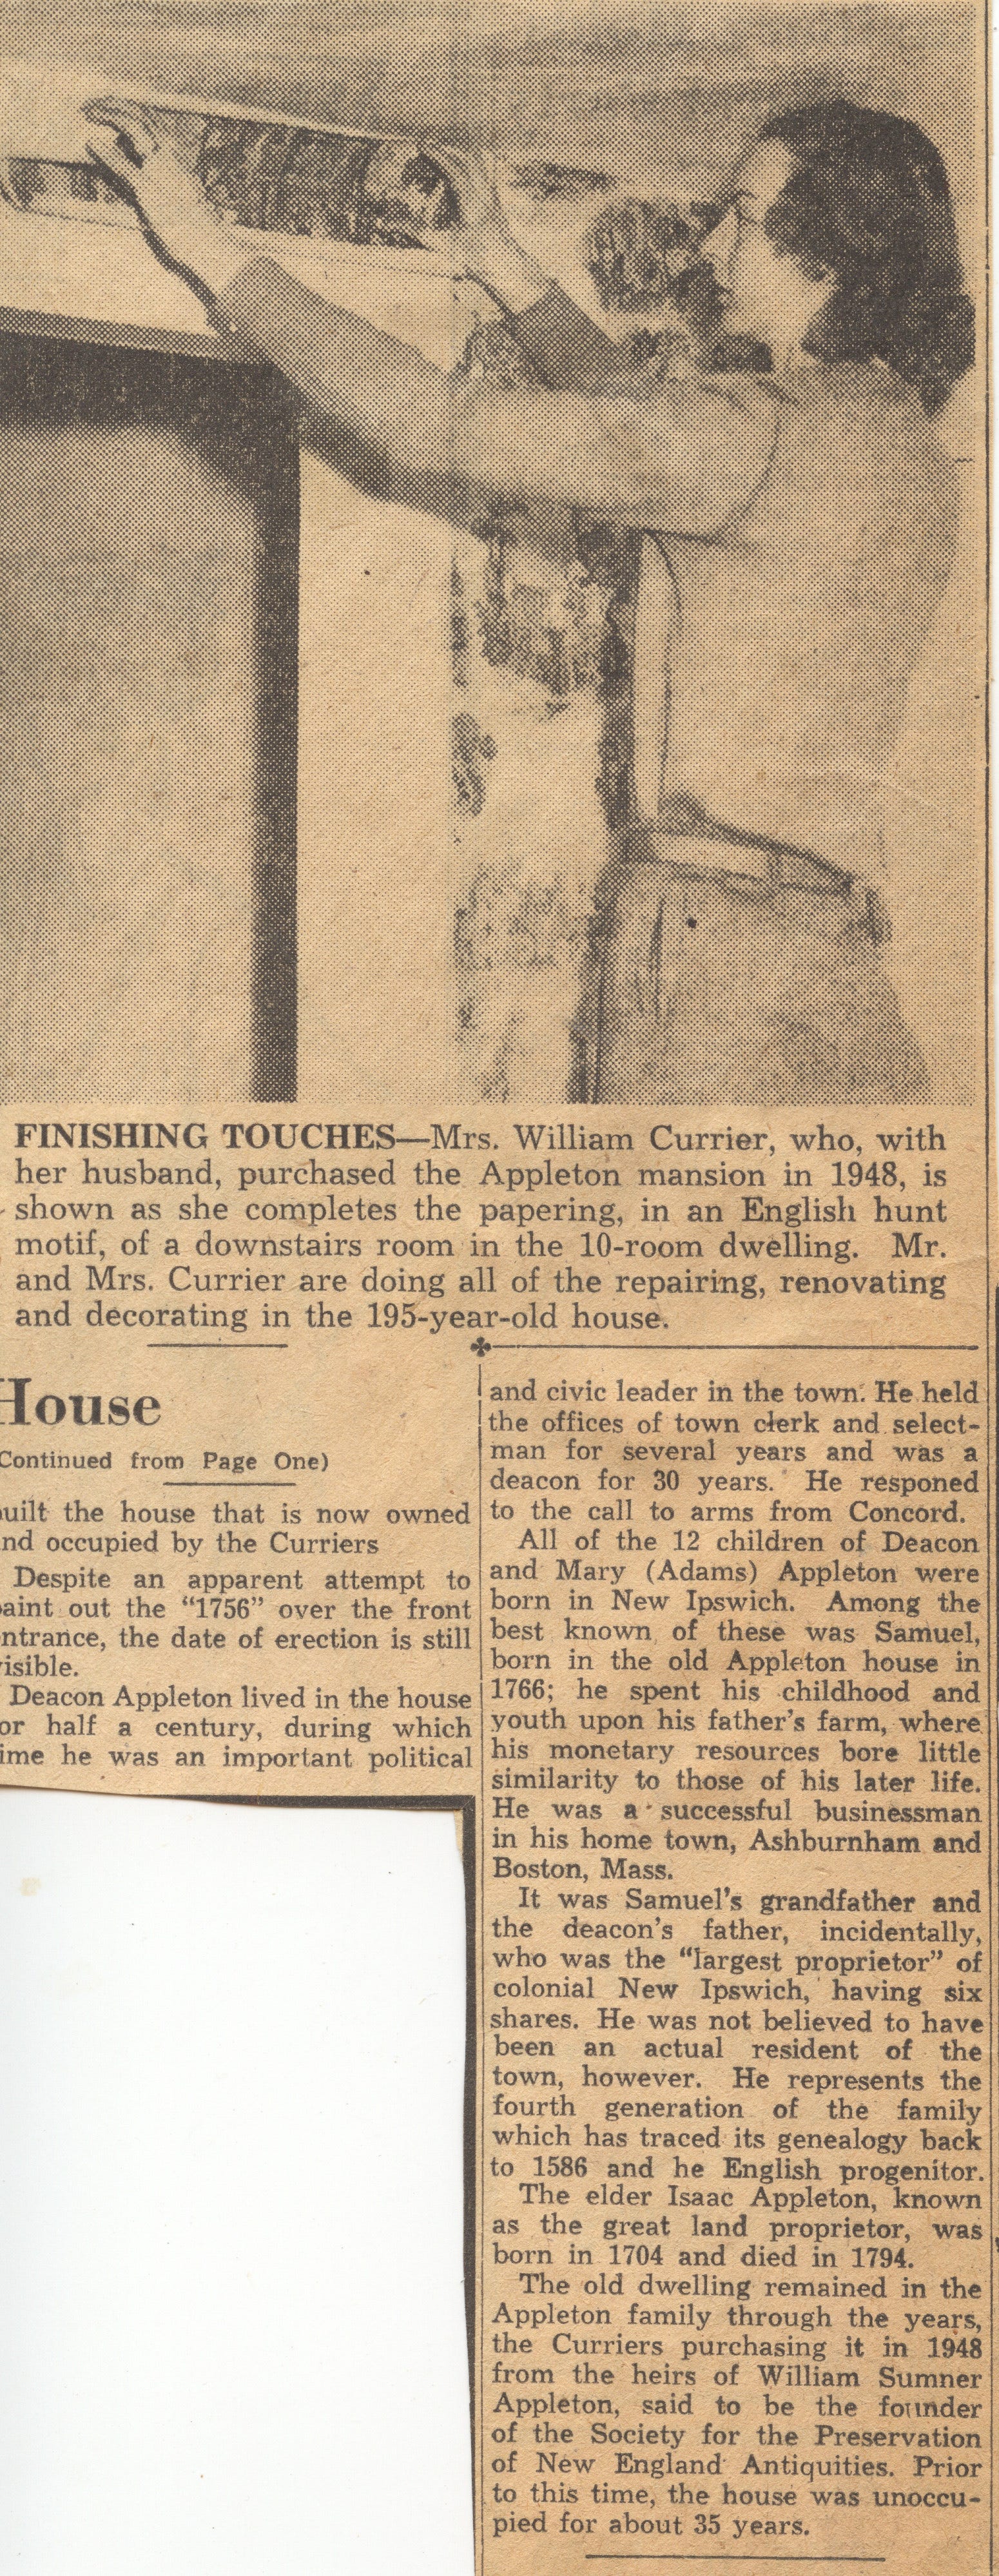 FINISHING TOUCHES—Mrs. William Currier, who, with
her husband, purchased the Appleton mansion in 1948, is
shown as she completes the papering, in an English hunt
motif, of a downstairs room in the 10-room dwelling. Mr.
and Mrs. Currier are doing all of the repairing, renovating
and decorating in the 195-year-old house.
House
(Continued from Page One)
built the house that is now owned
and occupied by the Curriers
Despite an apparent attempt to
paint out the "1756" over the front
entrance, the date of erection is still
visible.
Deacon Appleton lived in the house
for half a century, during which
time he was an important political
and civic leader in the town. He held
the offices of town clerk and select-
man for several years and was a
deacon for 30 years. He responed
to the call to arms from Concord.
All of the 12 children of Deacon
and Mary (Adams) Appleton were
born in New Ipswich. Among the
best known of these was Samuel,
born in the old Appleton house in
1766; he spent his childhood and
youth upon his father's farm, where
his monetary resources bore little
similarity to those of his later life.
He was a successful businessman
in his home town, Ashburnham and
Boston, Mass.
It was Samuel's grandfather and
the deacon's father, incidentally,
who was the "largest proprietor" of
colonial New Ipswich, having six
shares. He was not believed to have
been an actual resident of the
town, however. He represents the
fourth generation of the family
which has traced its genealogy back
to 1586 and he English progenitor.
The elder Isaac Appleton, known
as the great land proprietor, was
born in 1704 and died in 1794.
The old dwelling remained in the
Appleton family through the years,
the Curriers purchasing it in 1948
from the heirs of William Sumner
Appleton, said to be the founder
of the Society for the Preservation
of New England Antiquities. Prior
to this time, the house was unoccu-
pied for about 35 years.